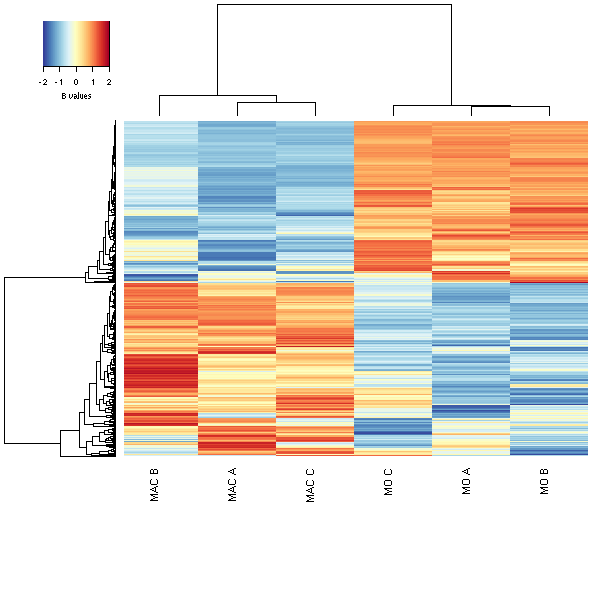 -2 -1 0 1 2
B values
MAC B
MAC A
MAC C
MO C
MO A
MO B